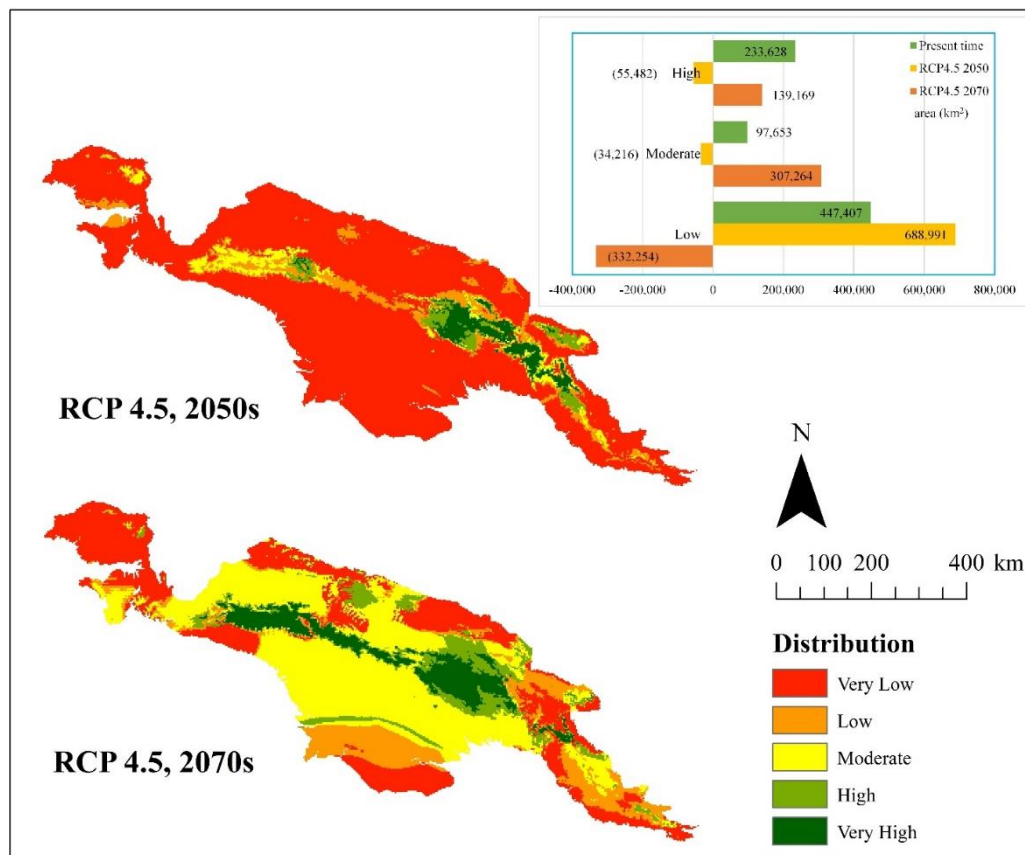 233,628
Present time
(55,482) High
RCP4.5 2050
139,169
RCP4.5 2070
area (km²)
97,653
(34,216) Moderate
307,264
447,407
Low
688,991
(332,254)
-400,000 -200,000 0 200,000 400,000 600,000 800,000
RCP 4.5, 2050s
N
0 100 200 400 km
RCP 4.5, 2070s
Distribution
Very Low
Low
Moderate
High
Very High